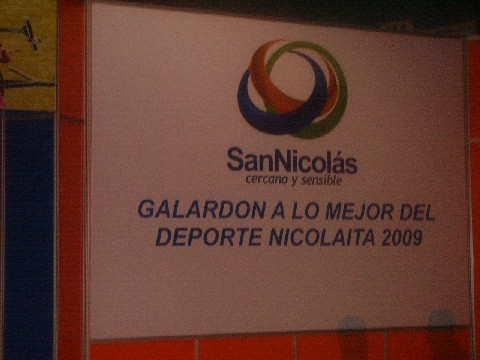 SanNicolás
cercano y sensible
GALARDON A LO MEJOR DEL
DEPORTE NICOLAITA 2009